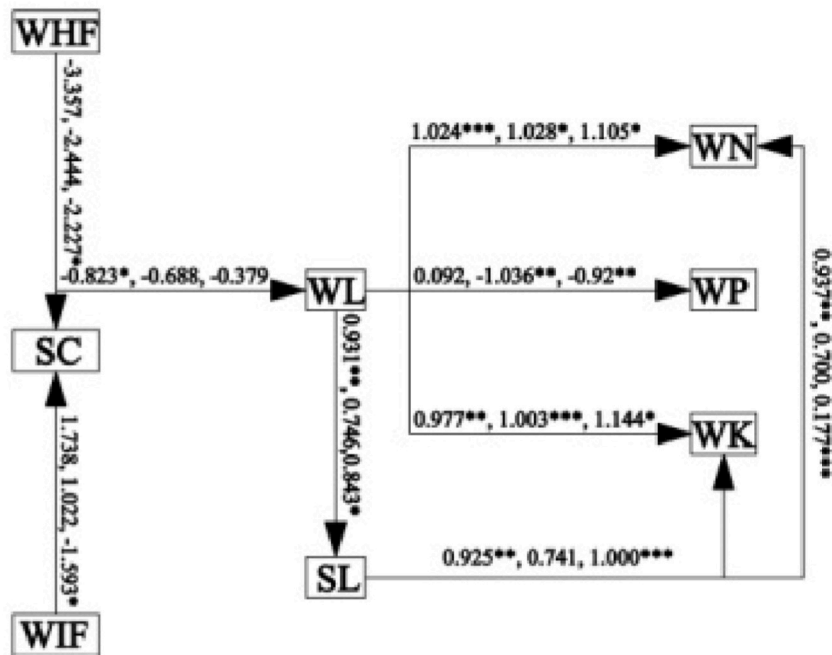 WHF
-3.357, -2.444, -2.227*
1.024***, 1.028*, 1.105*
WN
-0.823*, -0.688, -0.379
WL
0.092, -1.036**, -0.92**
WP
SC
0.931**, 0.746,0.843*
0.937**, 0.700, 0.177***
0.977**, 1.003***, 1.144*
WK
1.738, 1.022, -1.593*
SL
0.925**, 0.741, 1.000***
WIF